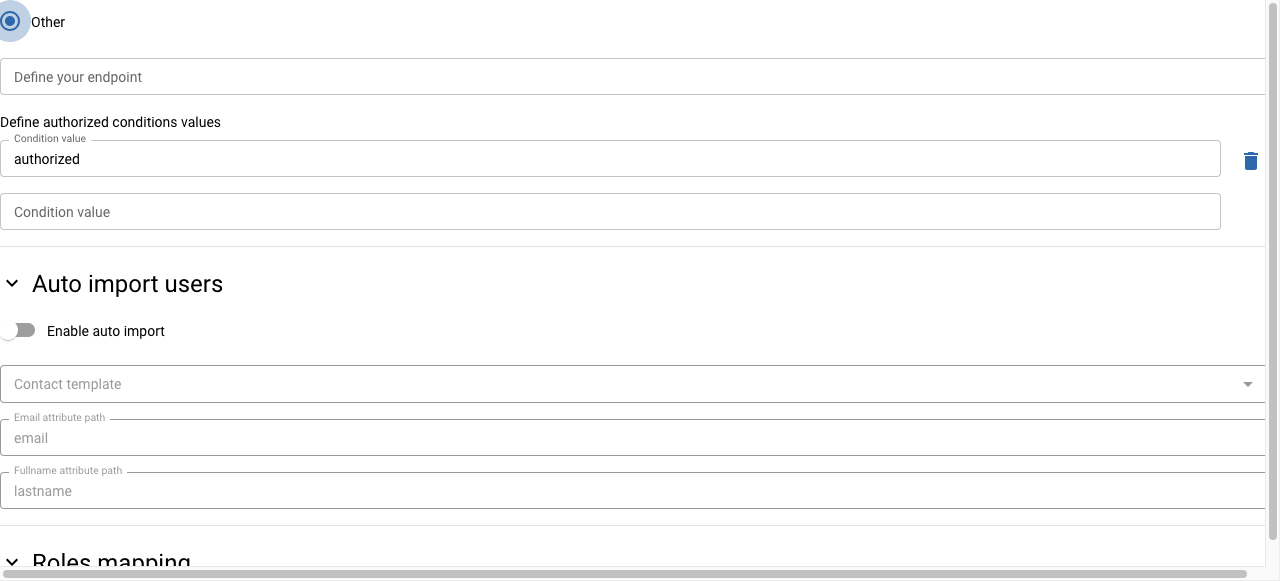 Other
Define your endpoint
Define authorized conditions values
Condition value
authorized
Condition value
Auto import users
Enable auto import
Contact template
Email attribute path
email
Fullname attribute path
lastname
Roles mapping